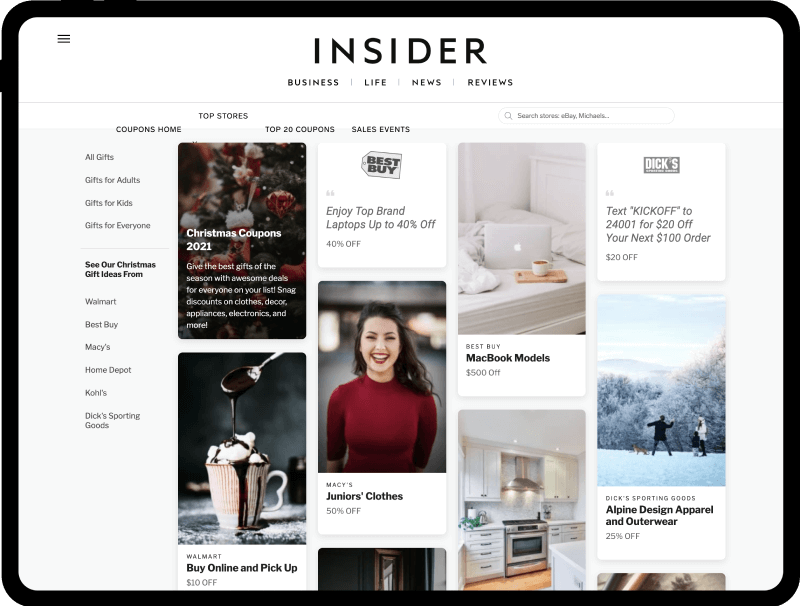 INSIDER
BUSINESS | LIFE | NEWS | REVIEWS
TOP STORES
Search stores: eBay, Michaels...
COUPONS HOME
TOP 20 COUPONS
SALES EVENTS
All Gifts
Gifts for Adults
Gifts for Kids
Gifts for Everyone
See Our Christmas
Gift Ideas From
Walmart
Best Buy
Macy's
Home Depot
Kohl's
Dick's Sporting
Goods
Christmas Coupons
2021
Give the best gifts of the
season with awesome deals
for everyone on your list! Snag
discounts on clothes, decor,
appliances, electronics, and
more!
WALMART
Buy Online and Pick Up
$10 OFF
BEST
BUY
“
Enjoy Top Brand
Laptops Up to 40% Off
40% OFF
MACY'S
Juniors' Clothes
50% OFF
BEST BUY
MacBook Models
$500 Off
DICK'S
“
Text "KICKOFF" to
24001 for $20 Off
Your Next $100 Order
$20 OFF
DICK'S SPORTING GOODS
Alpine Design Apparel
and Outerwear
25% OFF